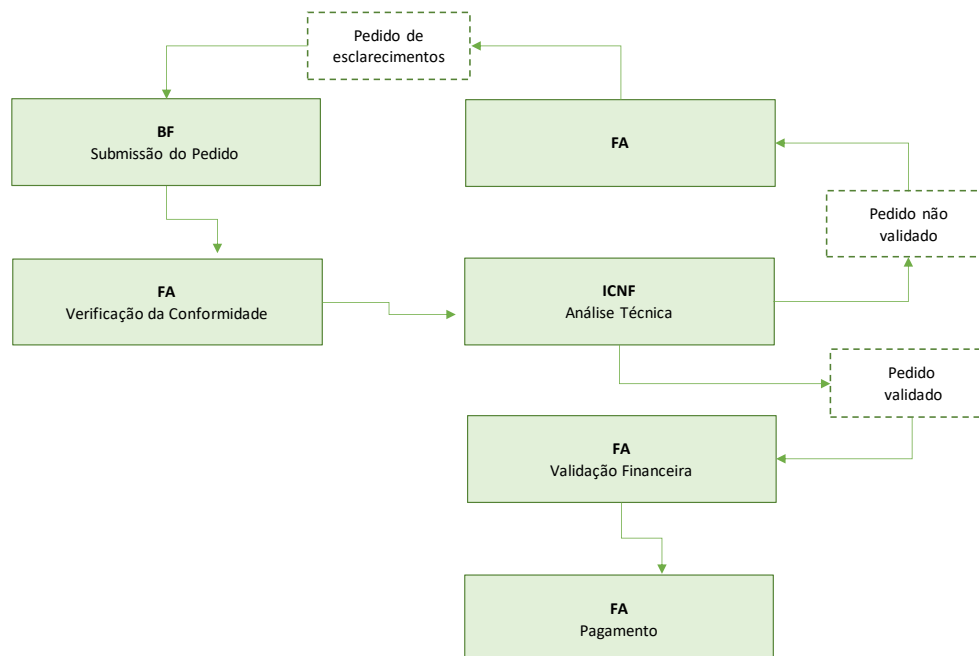 Pedido de
esclarecimentos
BF
Submissão do Pedido
FA
Pedido não
validado
FA
Verificação da Conformidade
ICNF
Análise Técnica
Pedido
validado
FA
Validação Financeira
FA
Pagamento